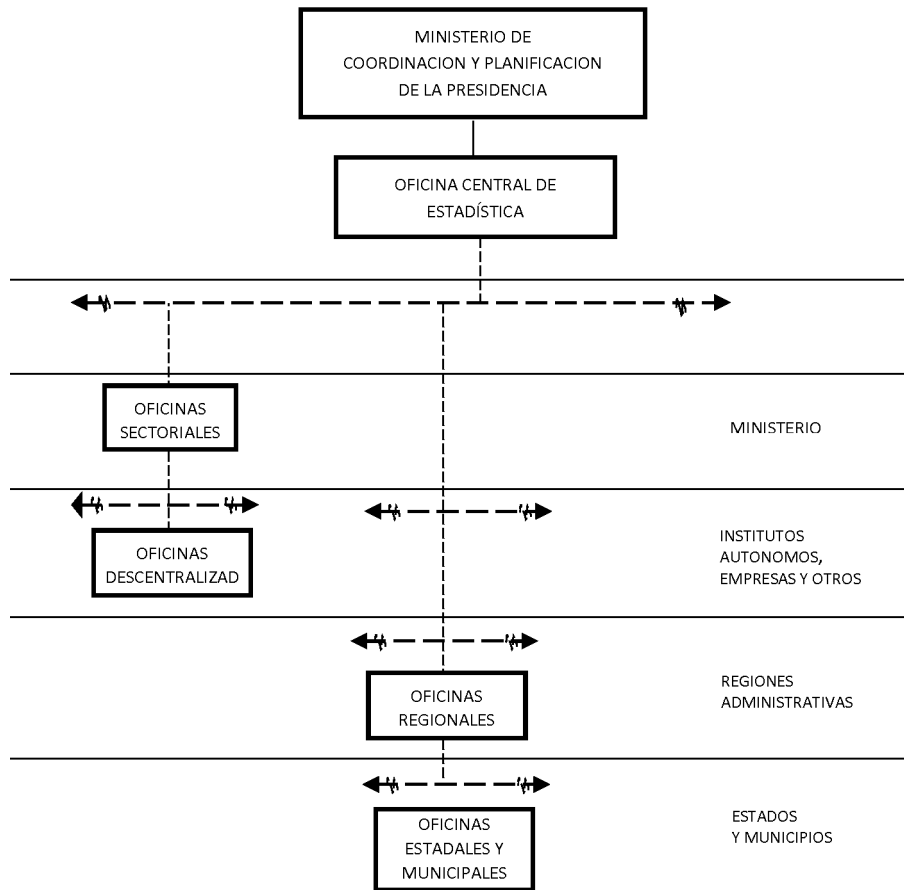 MINISTERIO DE
COORDINACION Y PLANIFICACION
DE LA PRESIDENCIA
OFICINA CENTRAL DE
ESTADÍSTICA
OFICINAS
SECTORIALES
MINISTERIO
OFICINAS
DESCENTRALIZAD
INSTITUTOS
AUTONOMOS,
EMPRESAS Y OTROS
OFICINAS
REGIONALES
REGIONES
ADMINISTRATIVAS
OFICINAS
ESTADALES Y
MUNICIPALES
ESTADOS
Y MUNICIPIOS